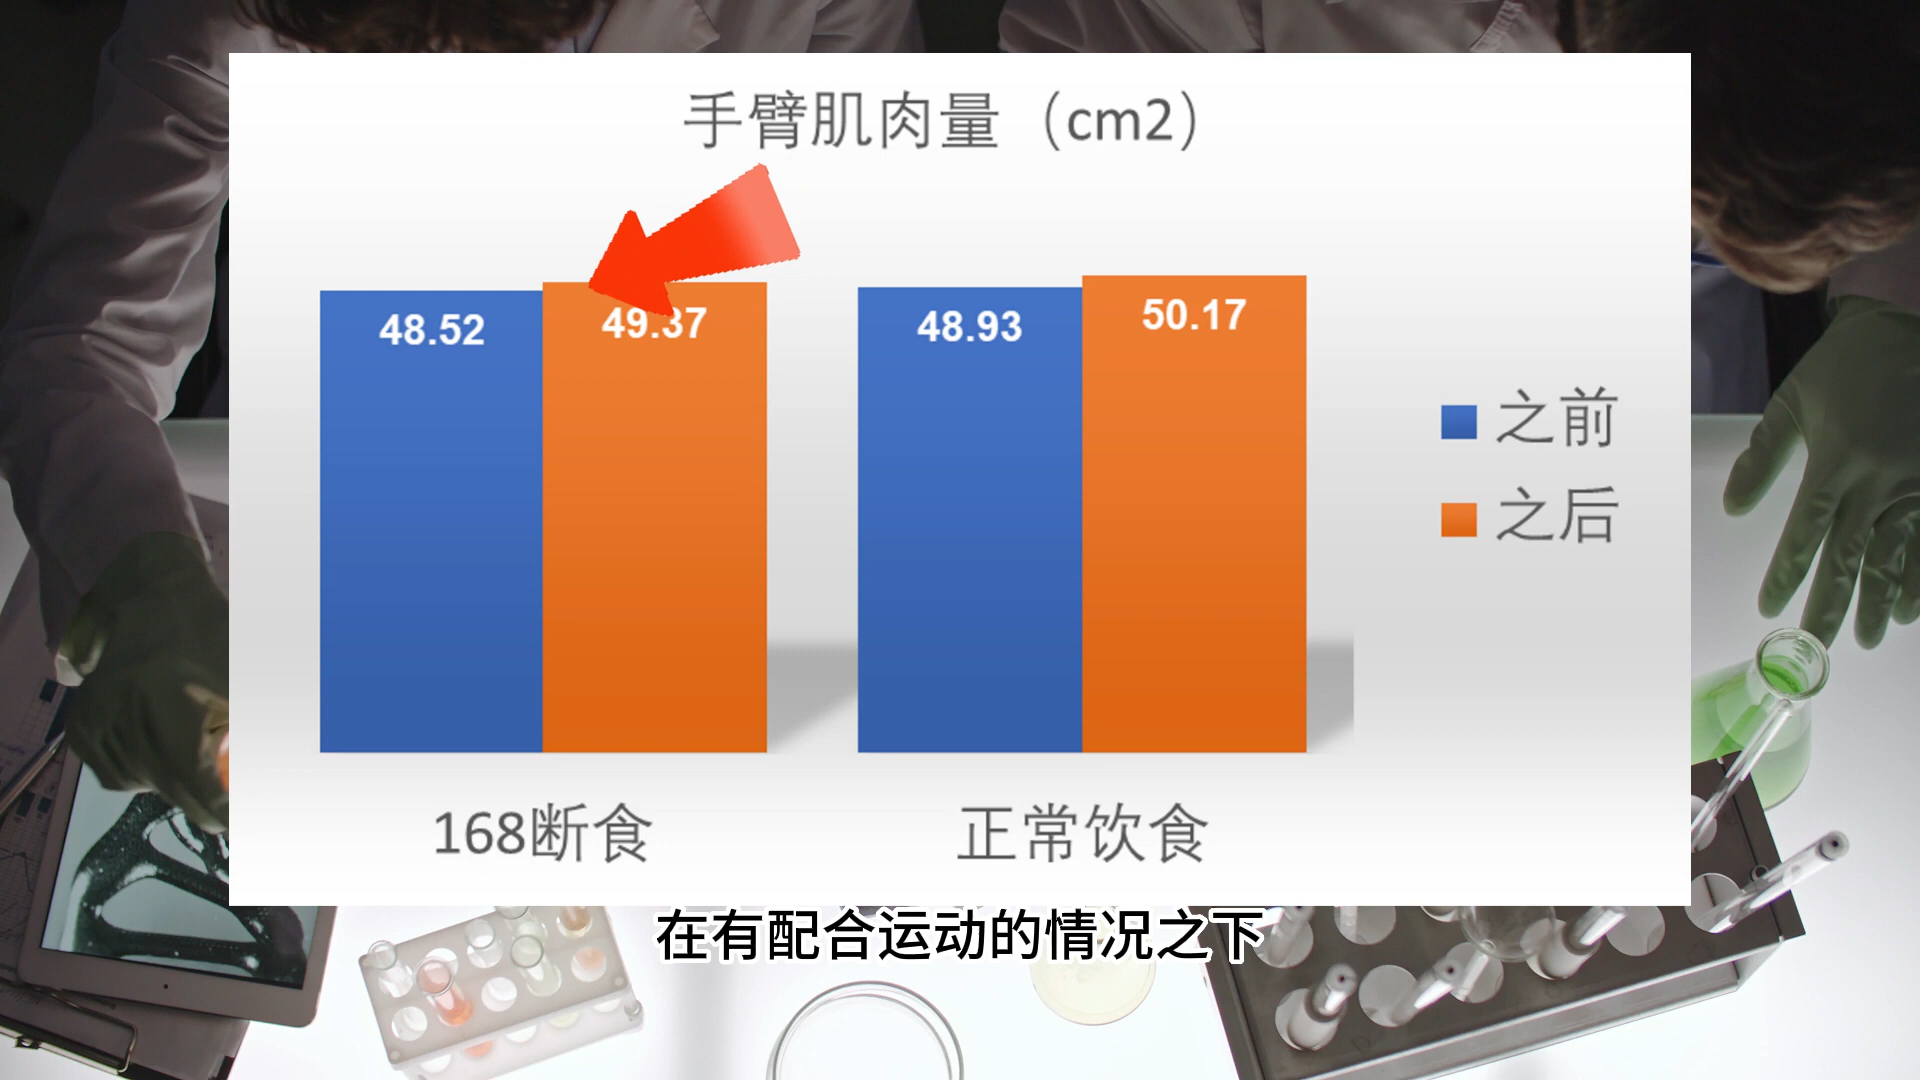 手臂肌肉量（cm2）
48.52
49.37
48.93
50.17
之前
之后
168断食
正常饮食
在有配合运动的情况之下